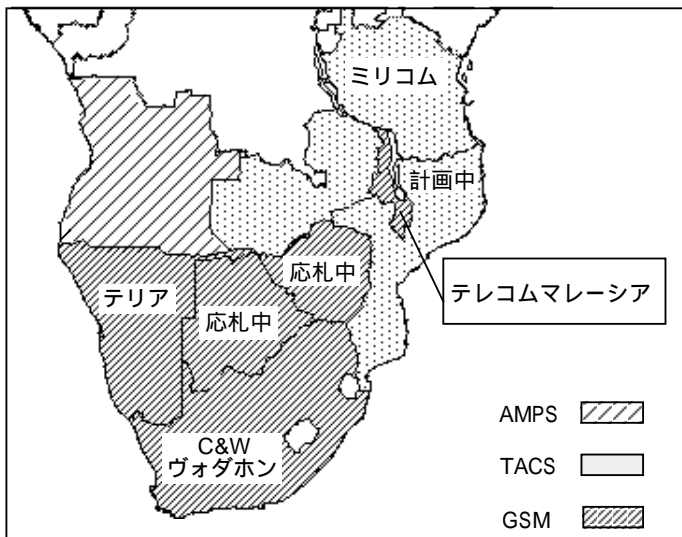 ミリコム
計画中
応札中
テリア
応札中
テレコムマレーシア
C&W
ヴォダホン
AMPS
TACS
GSM